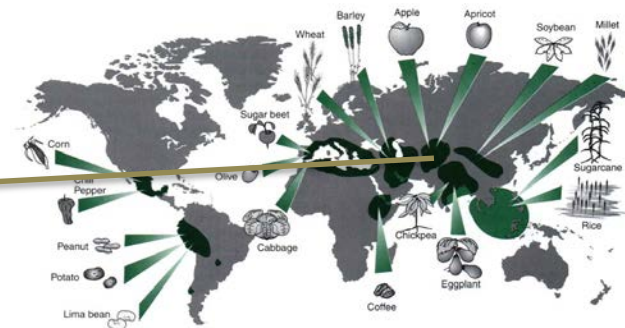 Apple
Apricot
Barley
Soybean
Millet
Wheat
Sugar beet
Corn
Sugarcane
Olive
Pepper
Rice
Cabbage
Chickpea
Peanut
Eggplant
Potato
Coffee
Lima bean